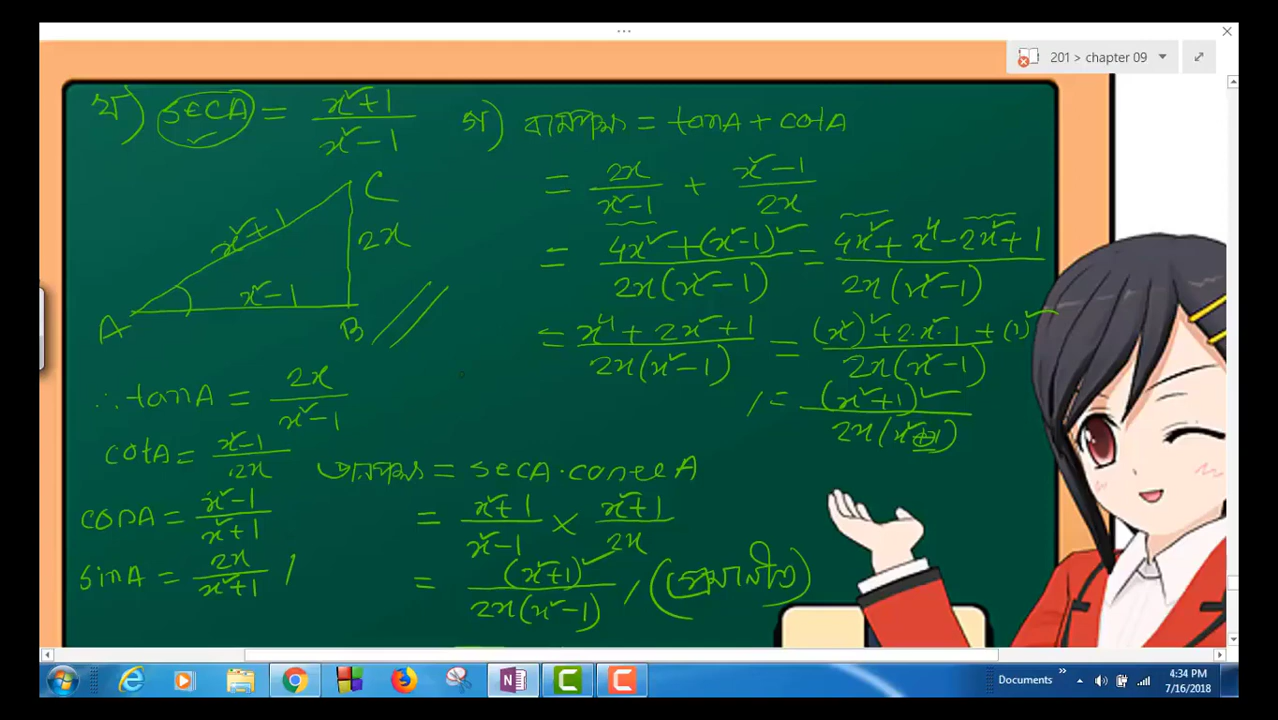 201 > chapter 09
খ) secA = x²+1 / x²-1
C
x²+1
2x
x²-1
A
B
∴ tanA = 2x / x²-1
cotA = x²-1 / 2x
cosA = x²-1 / x²+1
sinA = 2x / x²+1 /
গ) বামপক্ষ = tanA + cotA
= 2x / x²-1 + x²-1 / 2x
= 4x² + (x²-1)² / 2x(x²-1) = 4x² + x⁴ - 2x² + 1 / 2x(x²-1)
= x⁴ + 2x² + 1 / 2x(x²-1) = (x²)² + 2·x²·1 + (1)² / 2x(x²-1)
/ = (x²+1)² / 2x(x²-1)
ডানপক্ষ = secA · cosecA
= x²+1 / x²-1 × x²+1 / 2x
= (x²+1)² / 2x(x²-1) / (প্রমাণিত)
Documents
4:34 PM
7/16/2018